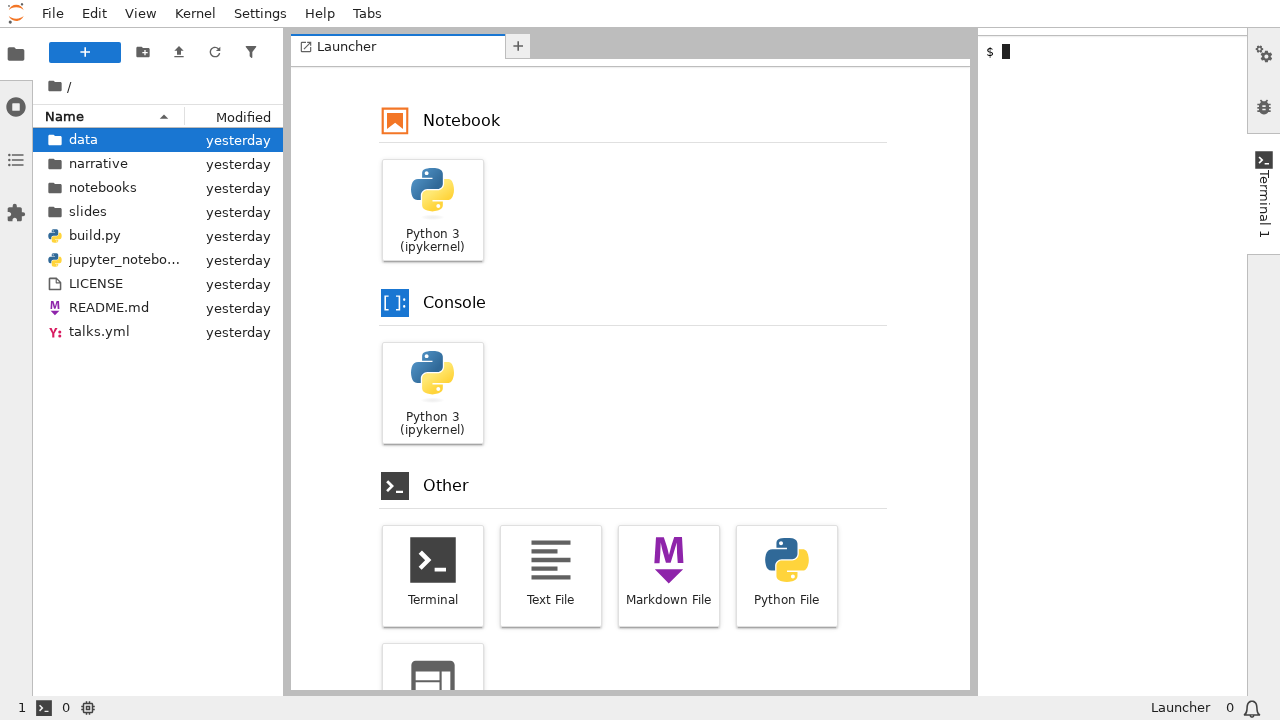 File Edit View Kernel Settings Help Tabs
/
Name Modified
data yesterday
narrative yesterday
notebooks yesterday
slides yesterday
build.py yesterday
jupyter_notebo... yesterday
LICENSE yesterday
README.md yesterday
talks.yml yesterday
Launcher
Notebook
Python 3
(ipykernel)
Console
Python 3
(ipykernel)
Other
Terminal
Text File
Markdown File
Python File
$
Terminal 1
1 0
Launcher 0